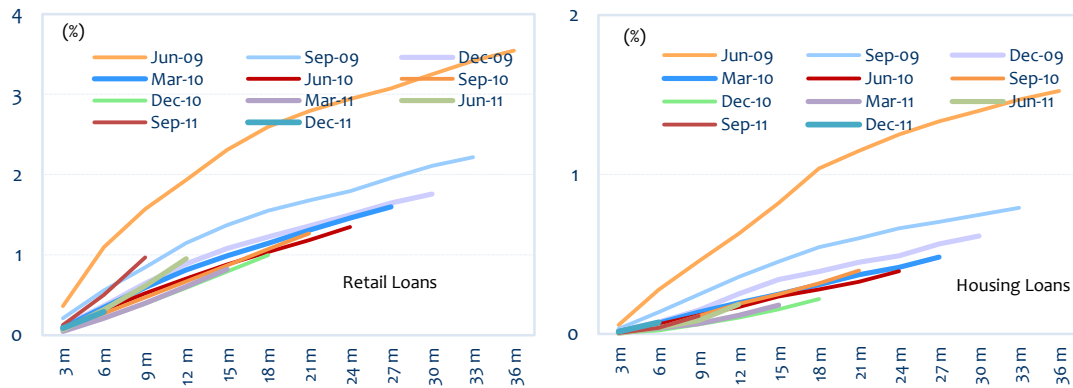 4
(%)
Jun-09 Sep-09 Dec-09
Mar-10 Jun-10 Sep-10
Dec-10 Mar-11 Jun-11
Sep-11 Dec-11
3
2
1
0
Retail Loans
3 m 6 m 9 m 12 m 15 m 18 m 21 m 24 m 27 m 30 m 33 m 36 m
2
(%)
Jun-09 Sep-09 Dec-09
Mar-10 Jun-10 Sep-10
Dec-10 Mar-11 Jun-11
Sep-11 Dec-11
1
0
Housing Loans
3 m 6 m 9 m 12 m 15 m 18 m 21 m 24 m 27 m 30 m 33 m 36 m